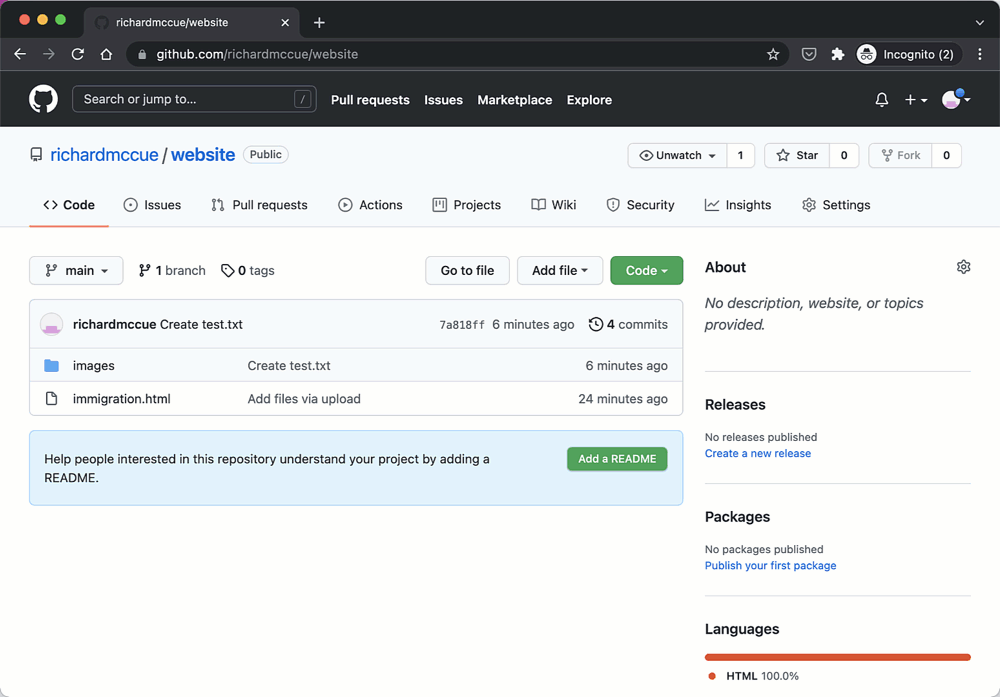 richardmccue/website
github.com/richardmccue/website
Incognito (2)
Search or jump to... /
Pull requests Issues Marketplace Explore
richardmccue / website Public
Unwatch 1 Star 0 Fork 0
Code Issues Pull requests Actions Projects Wiki Security Insights Settings
main 1 branch 0 tags Go to file Add file Code
richardmccue Create test.txt 7a818ff 6 minutes ago 4 commits
images Create test.txt 6 minutes ago
immigration.html Add files via upload 24 minutes ago
Help people interested in this repository understand your project by adding a
README.
Add a README
About
No description, website, or topics
provided.
Releases
No releases published
Create a new release
Packages
No packages published
Publish your first package
Languages
HTML 100.0%